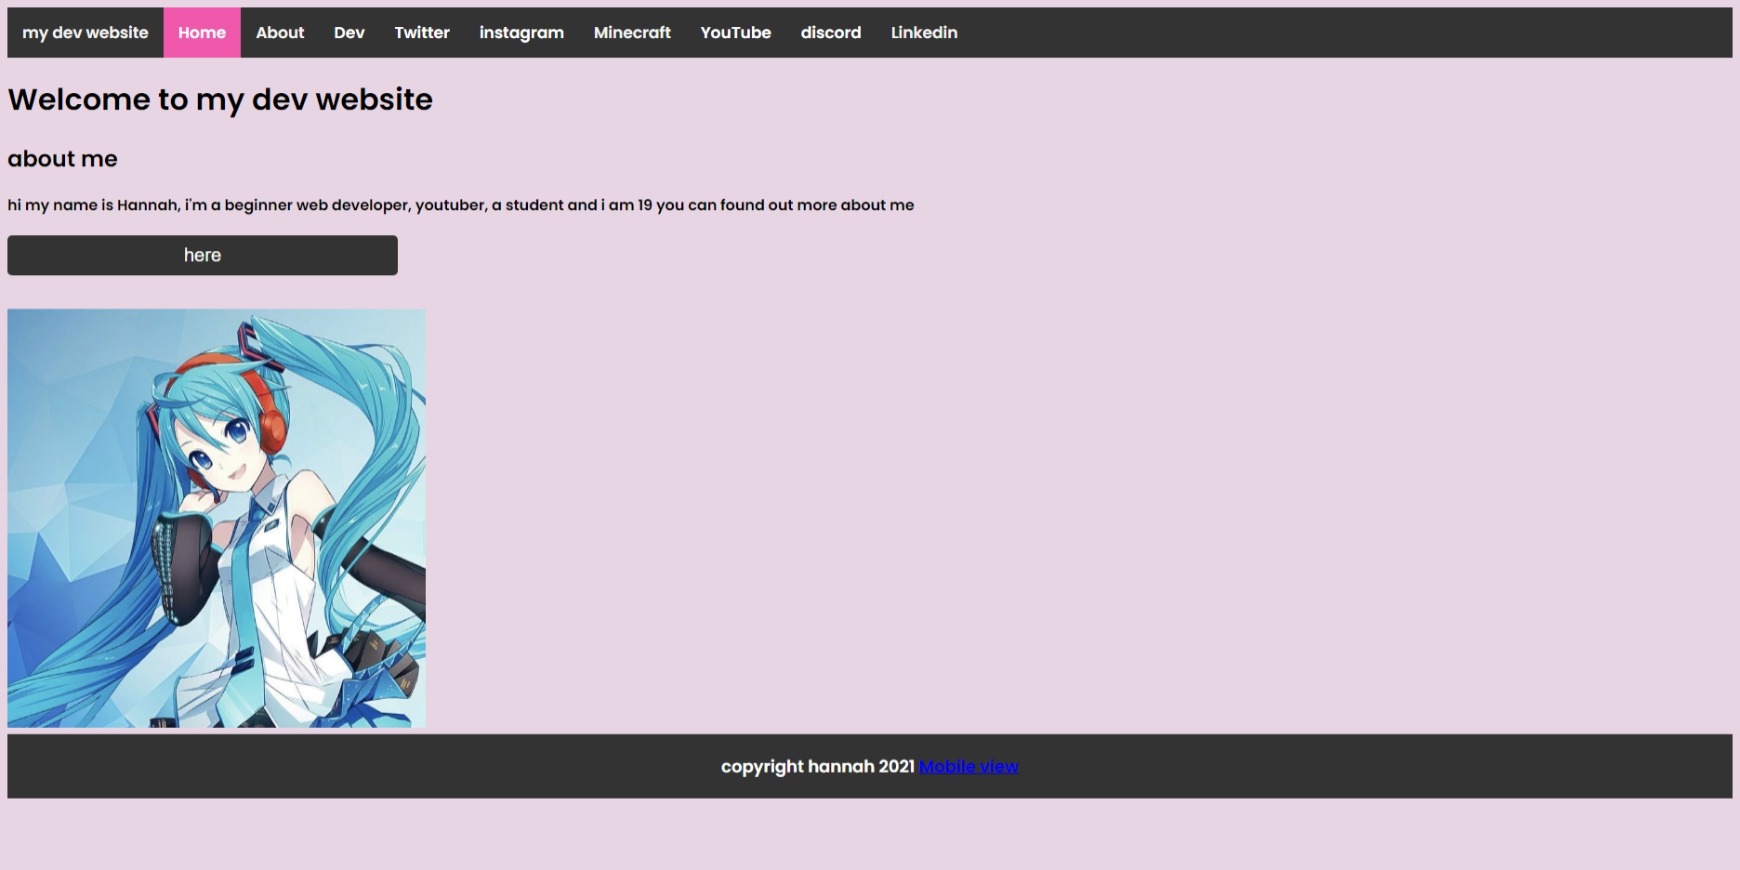 my dev website Home About Dev Twitter instagram Minecraft YouTube discord Linkedin
Welcome to my dev website
about me
hi my name is Hannah, i'm a beginner web developer, youtuber, a student and i am 19 you can found out more about me
here
copyright hannah 2021 Mobile view